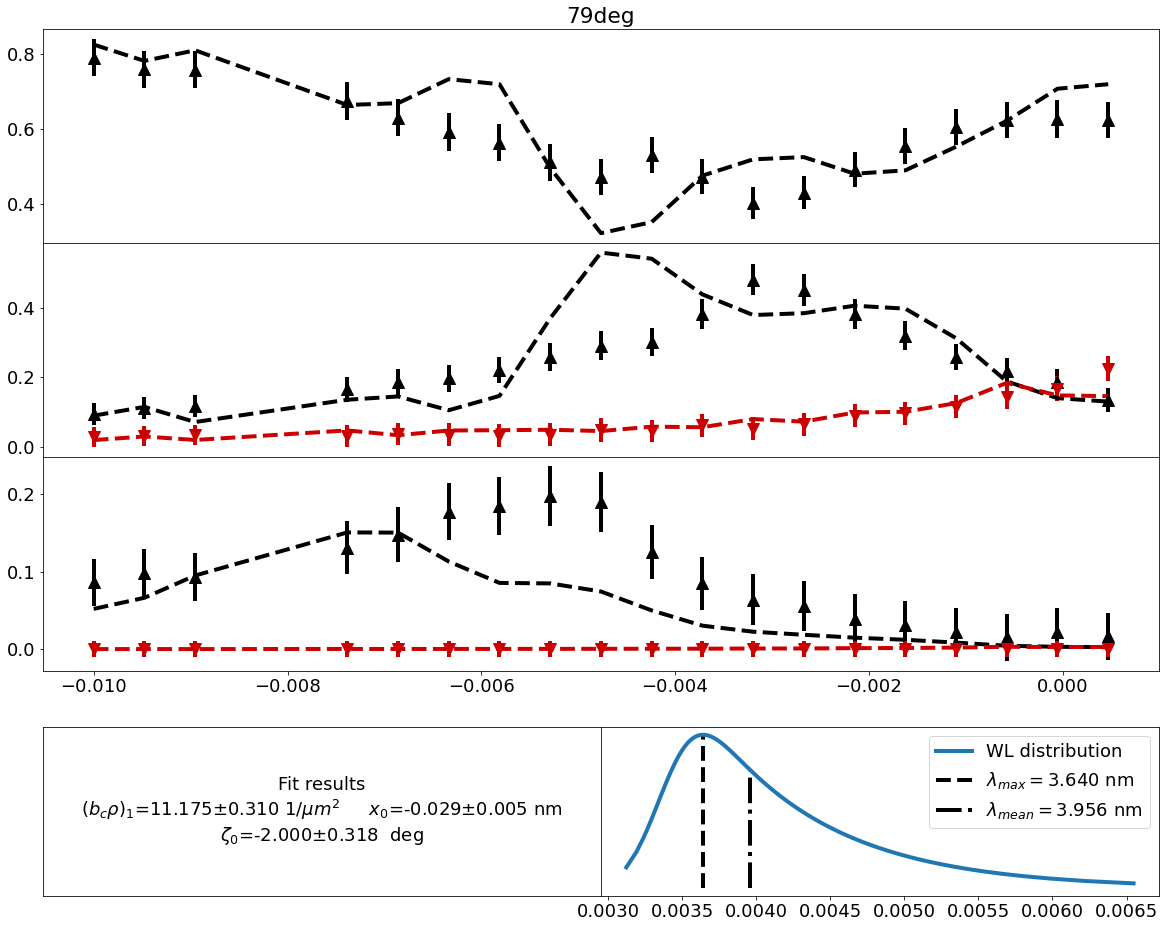 79deg
0.8
0.6
0.4
0.4
0.2
0.0
0.2
0.1
0.0
−0.010 −0.008 −0.006 −0.004 −0.002 0.000
Fit results
(b_cρ)_1=11.175±0.310 1/μm^2 x_0=-0.029±0.005 nm
ζ_0=-2.000±0.318 deg
WL distribution
λ_max = 3.640 nm
λ_mean = 3.956 nm
0.0030 0.0035 0.0040 0.0045 0.0050 0.0055 0.0060 0.0065